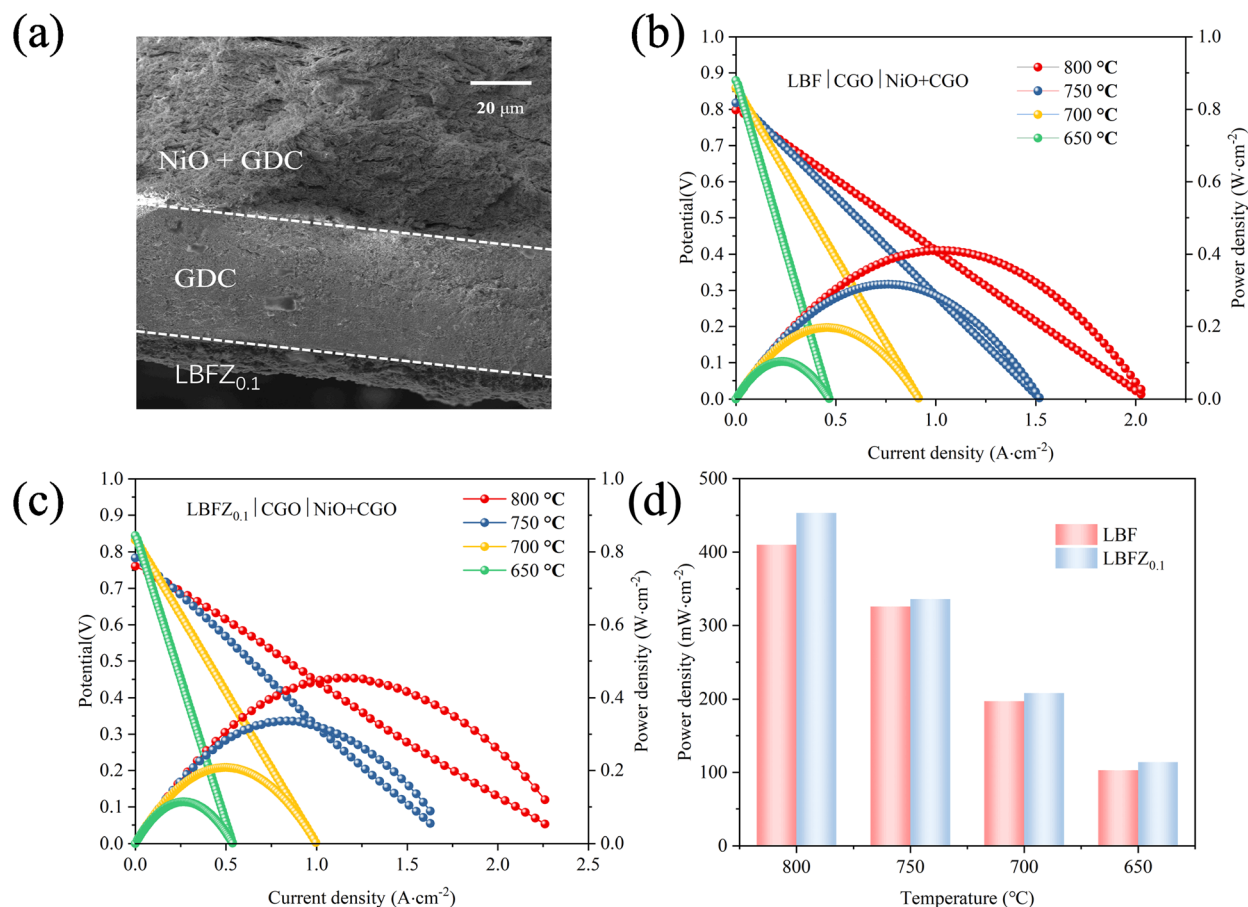 (a)
20 μm
NiO + GDC
GDC
LBFZ0.1
(b)
LBF | CGO | NiO+CGO
800 °C
750 °C
700 °C
650 °C
1.0
0.9
0.8
0.7
0.6
0.5
0.4
0.3
0.2
0.1
0.0
Potential(V)
1.0
0.8
0.6
0.4
0.2
0.0
Power density (W·cm-2)
0.0 0.5 1.0 1.5 2.0
Current density (A·cm-2)
(c)
LBFZ0.1 | CGO | NiO+CGO
800 °C
750 °C
700 °C
650 °C
1.0
0.9
0.8
0.7
0.6
0.5
0.4
0.3
0.2
0.1
0.0
Potential(V)
1.0
0.8
0.6
0.4
0.2
0.0
Power density (W·cm-2)
0.0 0.5 1.0 1.5 2.0 2.5
Current density (A·cm-2)
(d)
LBF
LBFZ0.1
500
400
300
200
100
0
Power density (mW·cm-2)
800 750 700 650
Temperature (°C)